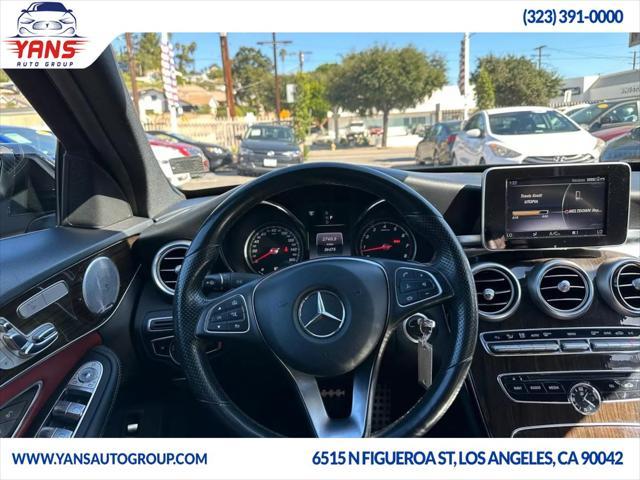 YANS
AUTO GROUP
(323) 391-0000
WWW.YANSAUTOGROUP.COM
6515 N FIGUEROA ST, LOS ANGELES, CA 90042